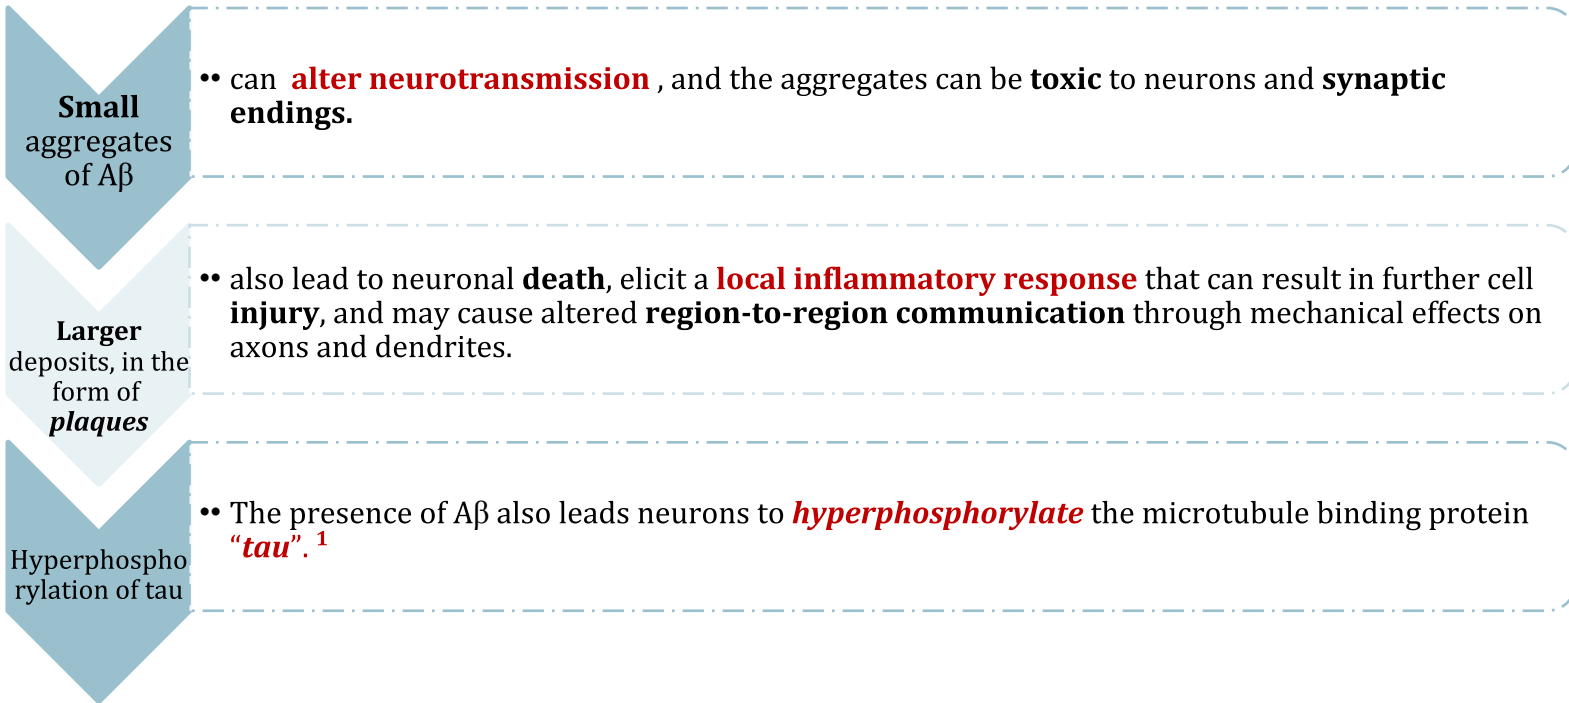 Small
aggregates
of Aβ
•• can alter neurotransmission , and the aggregates can be toxic to neurons and synaptic
endings.
Larger
deposits, in the
form of
plaques
•• also lead to neuronal death, elicit a local inflammatory response that can result in further cell
injury, and may cause altered region-to-region communication through mechanical effects on
axons and dendrites.
Hyperphospho
rylation of tau
•• The presence of Aβ also leads neurons to hyperphosphorylate the microtubule binding protein
“tau”. 1